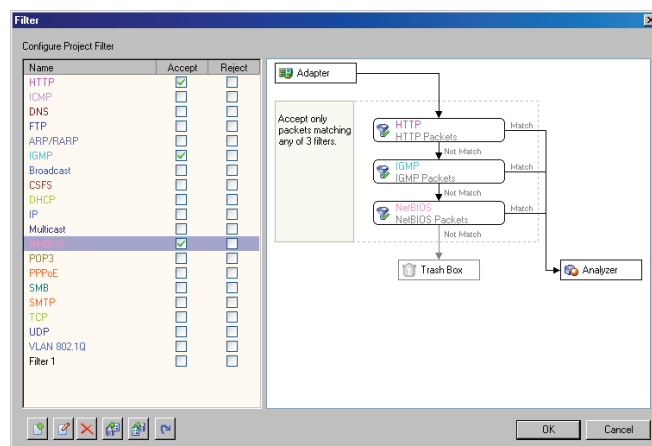 Filter
Configure Project Filter
Name Accept Reject
HTTP
ICMP
DNS
FTP
ARP/RARP
IGMP
Broadcast
CSFS
DHCP
IP
Multicast
NetBIOS
POP3
PPPoE
SMB
SMTP
TCP
UDP
VLAN 802.1Q
Filter 1
Adapter
Accept only
packets matching
any of 3 filters.
HTTP
HTTP Packets
Match
Not Match
IGMP
IGMP Packets
Match
Not Match
NetBIOS
NetBIOS Packets
Match
Not Match
Trash Box
Analyzer
OK Cancel